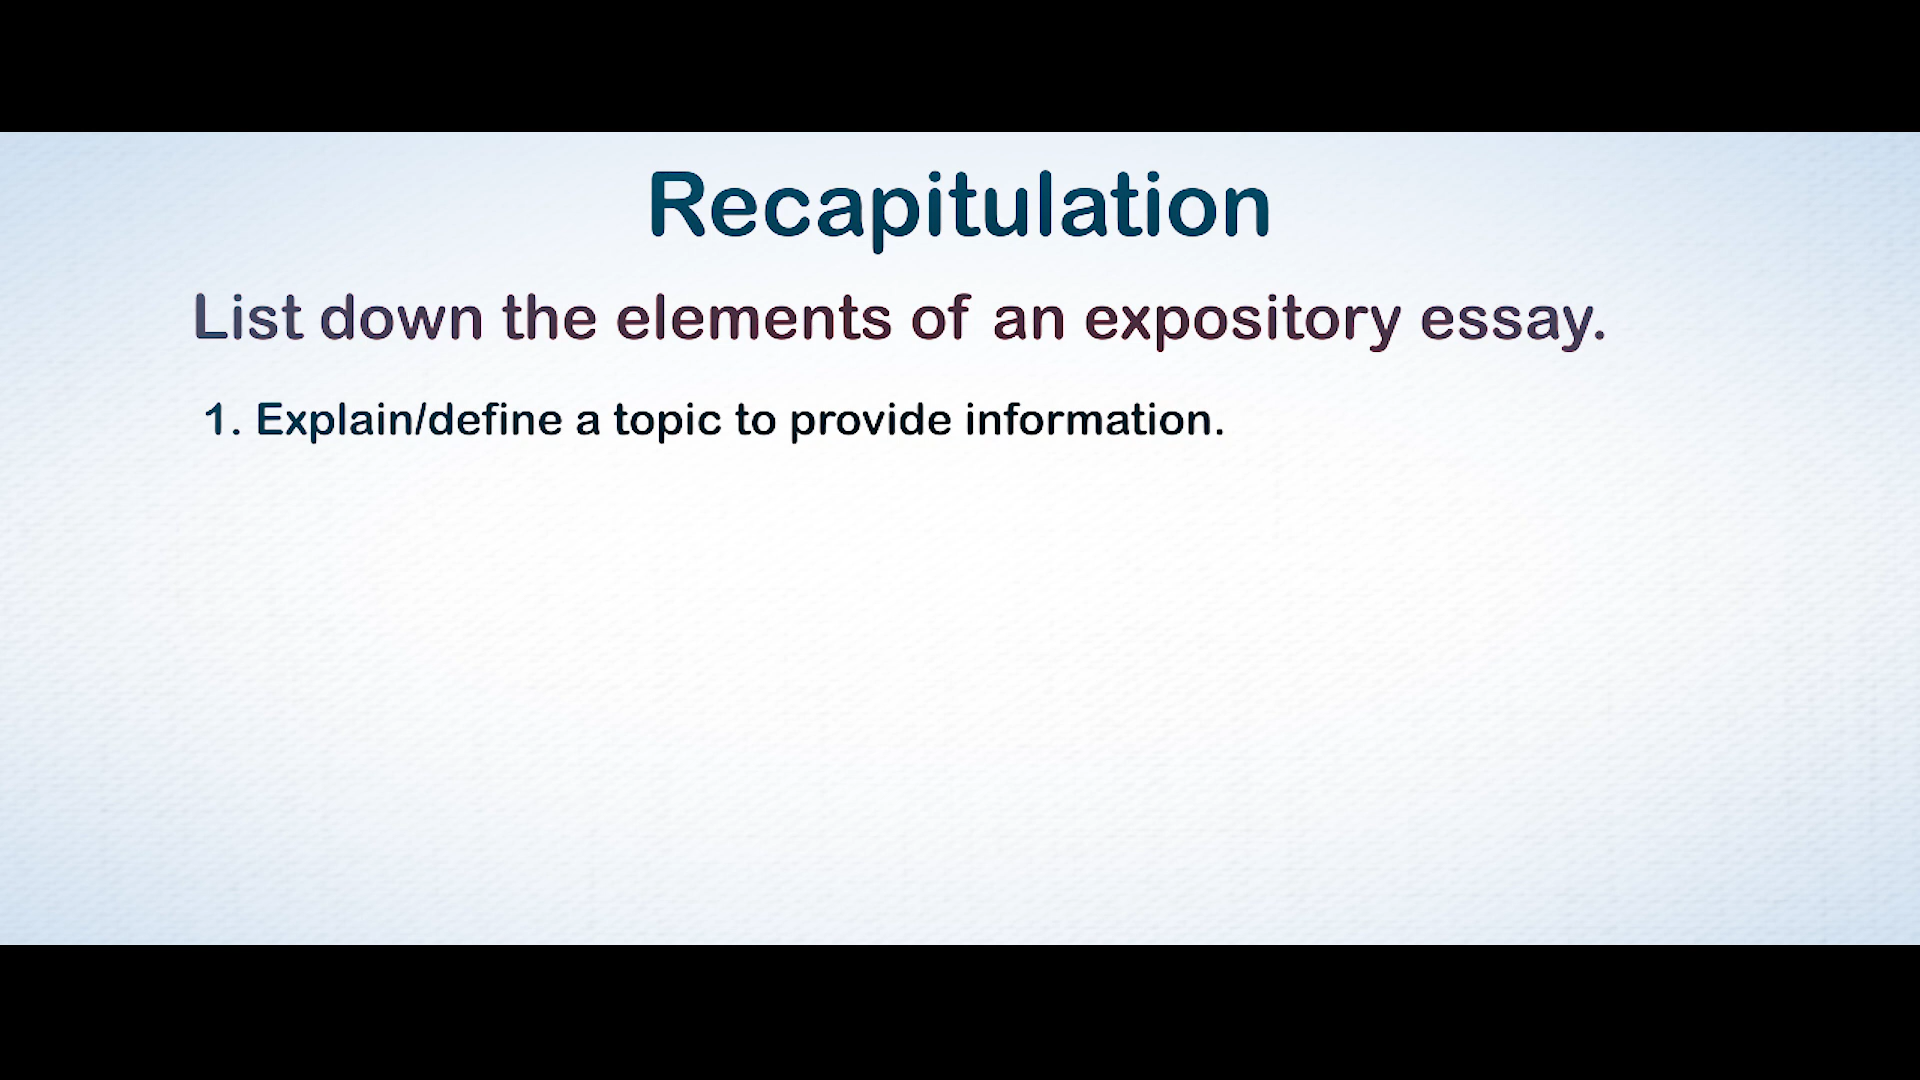 Recapitulation
List down the elements of an expository essay.
1. Explain/define a topic to provide information.